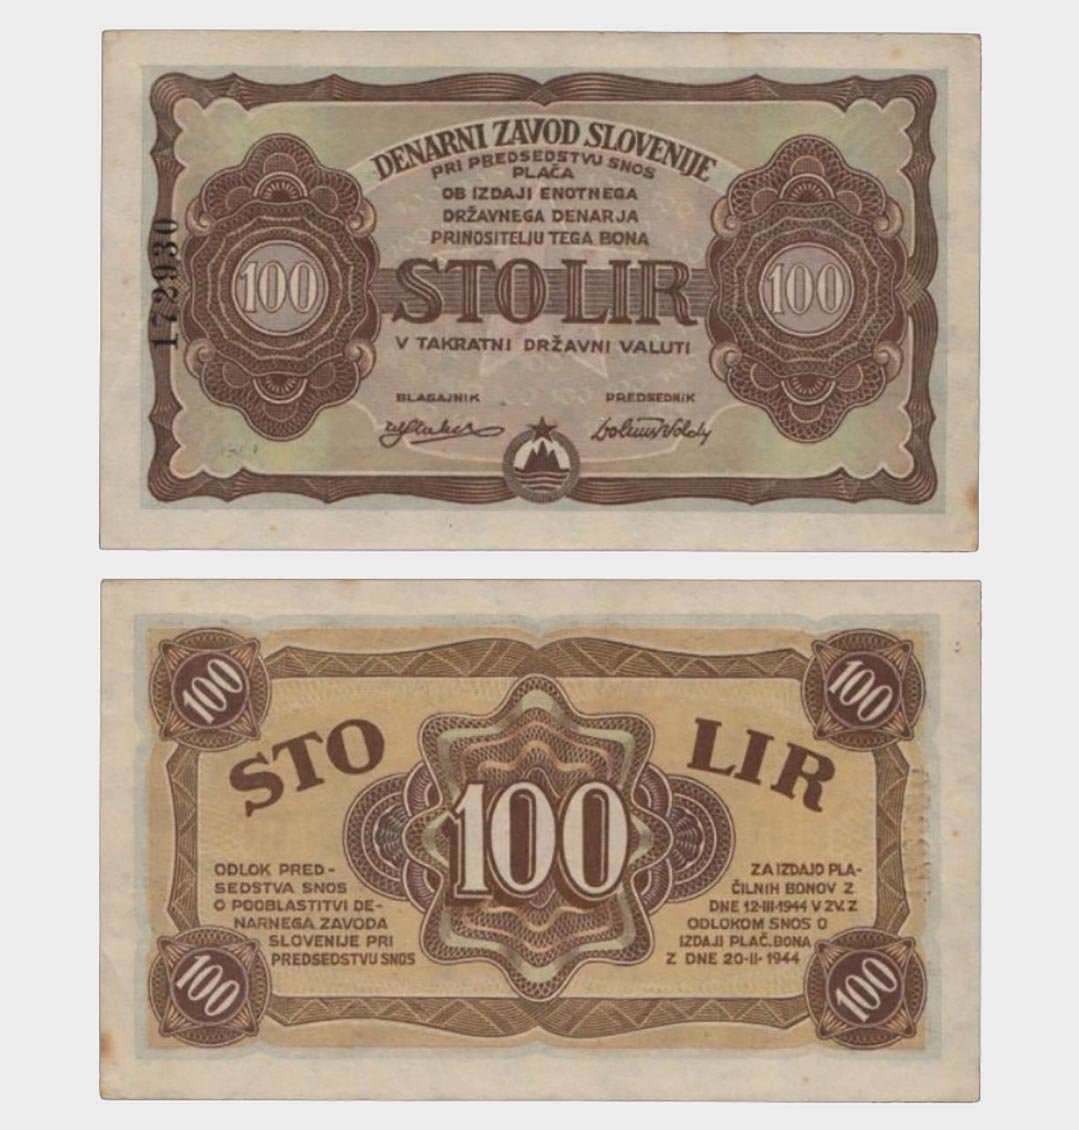 DENARNI ZAVOD SLOVENIJE
PRI PREDSEDSTVU SNOS
PLAČA
OB IZDAJI ENOTNEGA
DRŽAVNEGA DENARJA
PRINOSITELJU TEGA BONA
172930
100
STO LIR
100
V TAKRATNI DRŽAVNI VALUTI
BLAGAJNIK
PREDSEDNIK
100
100
STO
LIR
100
ODLOK PRED-
SEDSTVA SNOS
O POOBLASTITVI DE-
NARNEGA ZAVODA
SLOVENIJE PRI
PREDSEDSTVU SNOS
ZA IZDAJO PLA-
ČILNIH BONOV Z
DNE 12·III·1944 V ZV. Z
ODLOKOM SNOS O
IZDAJI PLAČ. BONA
Z DNE 20·II·1944
100
100